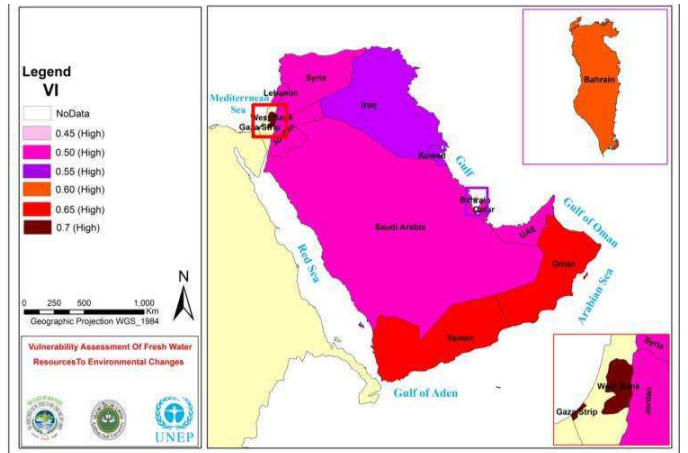 Legend
VI
NoData
0.45 (High)
0.50 (High)
0.55 (High)
0.60 (High)
0.65 (High)
0.7 (High)
N
0 250 500 1,000
Km
Geographic Projection WGS_1984
Vulnerability Assessment Of Fresh Water
ResourcesTo Environmental Changes
UNEP
Syria
Lebanon
Mediterrnean
Sea
Iraq
West Bank
Gaza Strip
Jordan
Kuwait
Gulf
Bahrain
Qatar
Saudi Arabia
UAE
Gulf of Oman
Oman
Red Sea
Arabian Sea
Yemen
Gulf of Aden
Bahrain
Syria
West Bank
Gaza Strip
Jordan